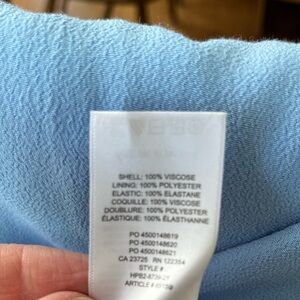 SHELL: 100% VISCOSE
LINING: 100% POLYESTER
ELASTIC: 100% ELASTANE
COQUILLE: 100% VISCOSE
DOUBLURE: 100% POLYESTER
ÉLASTIQUE: 100% ÉLASTHANNE
PO 4500148619
PO 4500148620
PO 4500148621
CA 23725 RN 122354
STYLE #
ARTICLE #